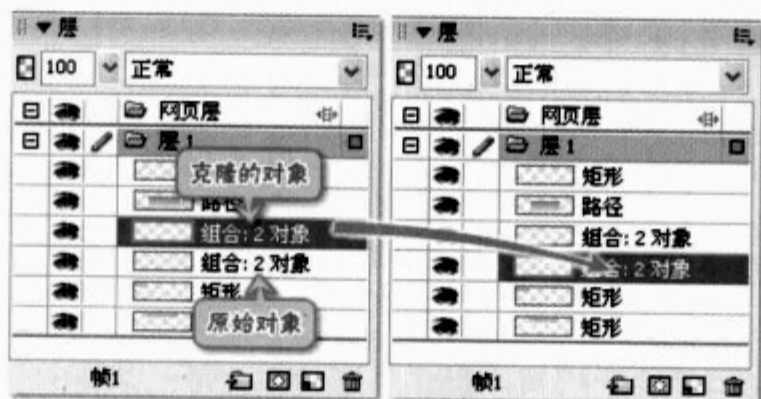 层
100 正常
网页层
层 1
克隆的对象
路径
组合: 2 对象
组合: 2 对象
矩形
原始对象
帧1
层
100 正常
网页层
层 1
矩形
路径
组合: 2 对象
组合: 2 对象
矩形
矩形
帧1